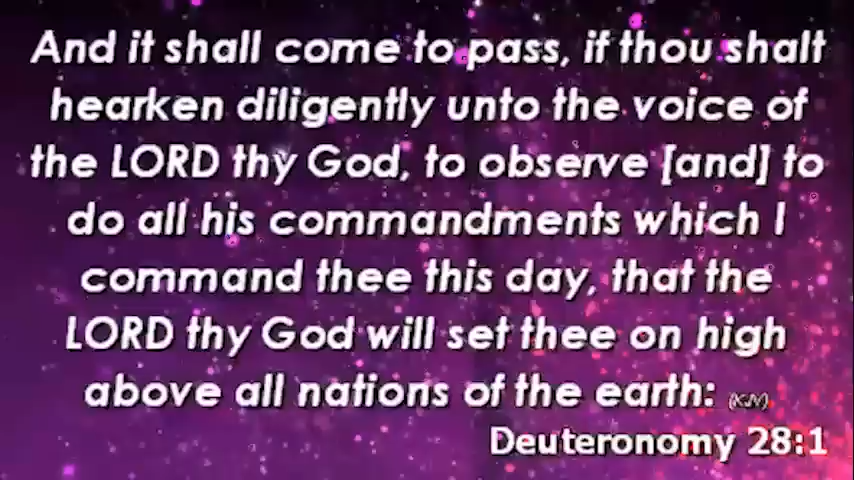 And it shall come to pass, if thou shalt
hearken diligently unto the voice of
the LORD thy God, to observe [and] to
do all his commandments which I
command thee this day, that the
LORD thy God will set thee on high
above all nations of the earth: (KJV)
Deuteronomy 28:1